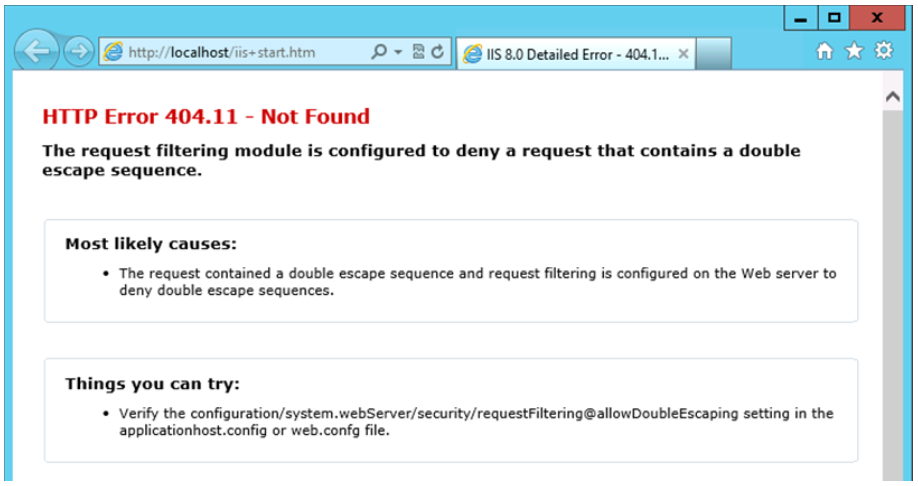 http://localhost/iis+start.htm
IIS 8.0 Detailed Error - 404.1...
HTTP Error 404.11 - Not Found
The request filtering module is configured to deny a request that contains a double
escape sequence.
Most likely causes:
• The request contained a double escape sequence and request filtering is configured on the Web server to
deny double escape sequences.
Things you can try:
• Verify the configuration/system.webServer/security/requestFiltering@allowDoubleEscaping setting in the
applicationhost.config or web.confg file.